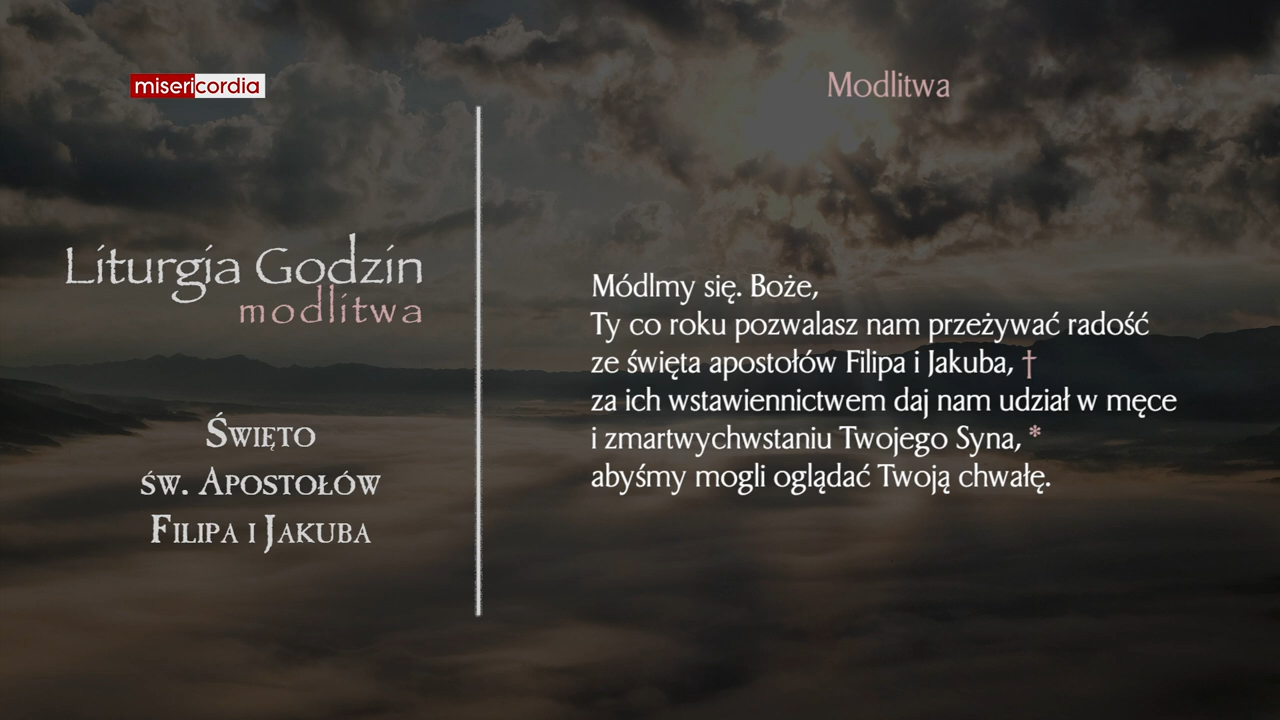 misericordia
Liturgia Godzin
modlitwa
Święto
św. Apostołów
Filipa i Jakuba
Modlitwa
Módlmy się. Boże,
Ty co roku pozwalasz nam przeżywać radość
ze święta apostołów Filipa i Jakuba, †
za ich wstawiennictwem daj nam udział w męce
i zmartwychwstaniu Twojego Syna, *
abyśmy mogli oglądać Twoją chwałę.